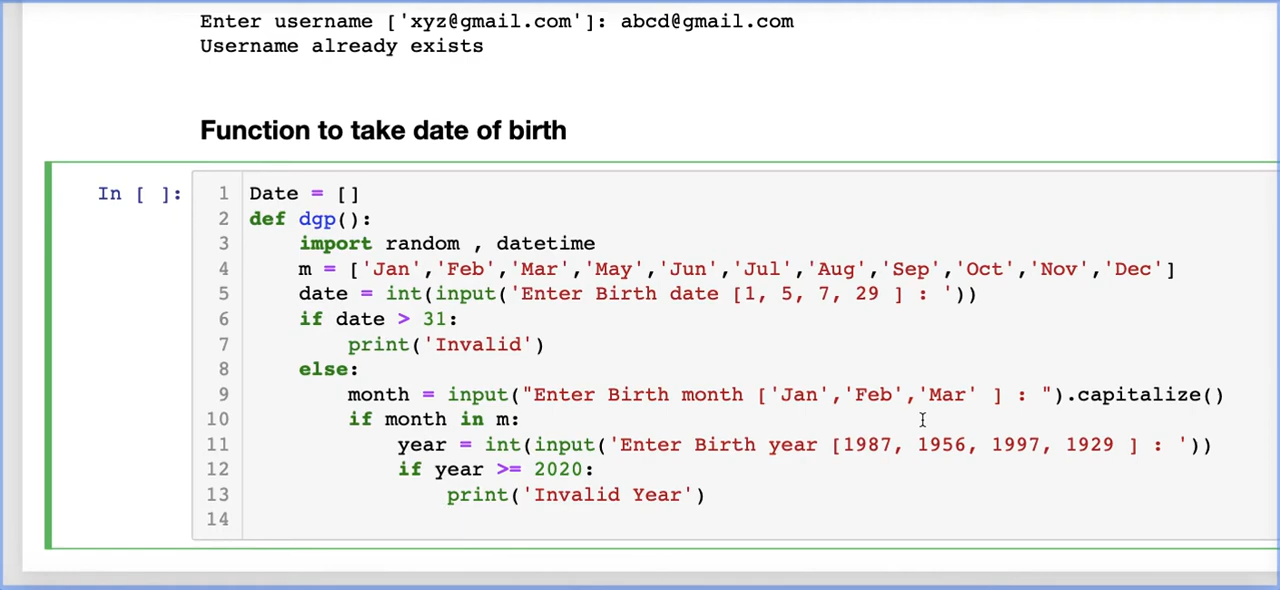 Enter username ['xyz@gmail.com']: abcd@gmail.com
Username already exists
Function to take date of birth
In [ ]:
1 Date = []
2 def dgp():
3     import random , datetime
4     m = ['Jan','Feb','Mar','May','Jun','Jul','Aug','Sep','Oct','Nov','Dec']
5     date = int(input('Enter Birth date [1, 5, 7, 29 ] : '))
6     if date > 31:
7         print('Invalid')
8     else:
9         month = input("Enter Birth month ['Jan','Feb','Mar' ] : ").capitalize()
10         if month in m:
11             year = int(input('Enter Birth year [1987, 1956, 1997, 1929 ] : '))
12             if year >= 2020:
13                 print('Invalid Year')
14